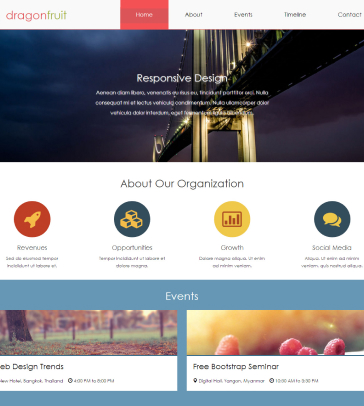 dragonfruit
Home
About
Events
Timeline
Contact
Responsive Design
Aenean diam libero, venenatis eu risus eu, tincidunt porttitor orci. Nulla
consequat mi et lectus vehicula condimentum. Nulla ullamcorper dolor
vehicula dolor interdum, eget
About Our Organization
Revenues
Opportunities
Growth
Social Media
Sed do eiusmod tempor
incididunt ut labore et.
Tempor incididunt ut labore et
dolore magna.
Dolore magna aliqua. Ut enim
ad minim veniam.
Aliqua. Ut enim ad minim
veniam, quis nostrud aliqua.
Events
eb Design Trends
View Hotel, Bangkok, Thailand 4:00 PM to 8:00 PM
Free Bootstrap Seminar
Digital Hall, Yangon, Myanmar 10:00 AM to 3:00 PM